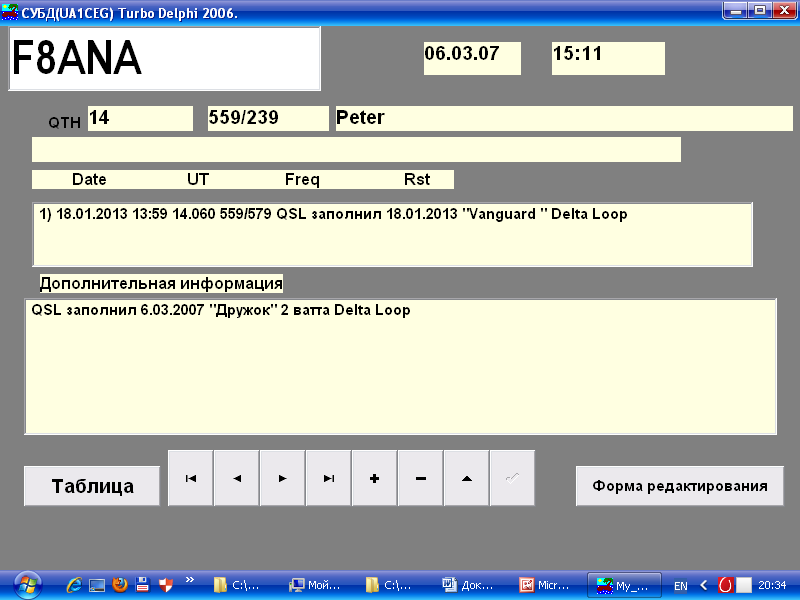 СУБД(UA1CEG) Turbo Delphi 2006.
F8ANA
06.03.07
15:11
QTH
14
559/239
Peter
Date UT Freq Rst
1) 18.01.2013 13:59 14.060 559/579 QSL заполнил 18.01.2013 "Vanguard " Delta Loop
Дополнительная информация
QSL заполнил 6.03.2007 "Дружок" 2 ватта Delta Loop
Таблица
Форма редактирования
C:\...
Мой...
C:\...
Док...
Micr...
My_...
EN
20:34